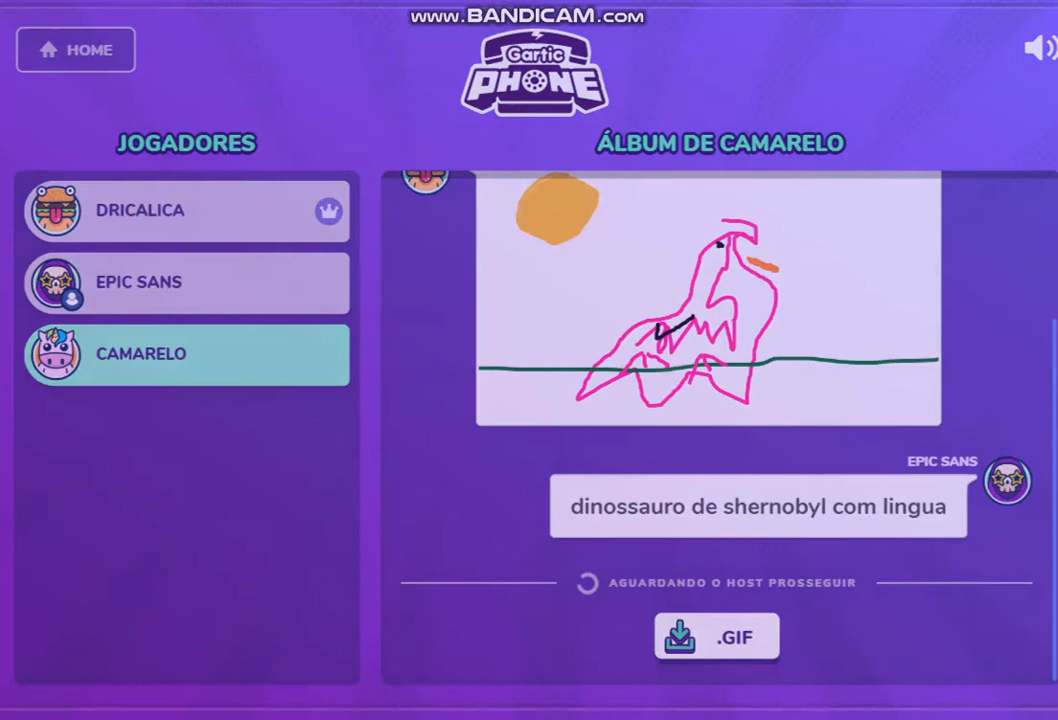 www.BANDICAM.com
HOME
Gartic
PHONE
JOGADORES
ÁLBUM DE CAMARELO
DRICALICA
EPIC SANS
CAMARELO
EPIC SANS
dinossauro de shernobyl com lingua
AGUARDANDO O HOST PROSSEGUIR
.GIF